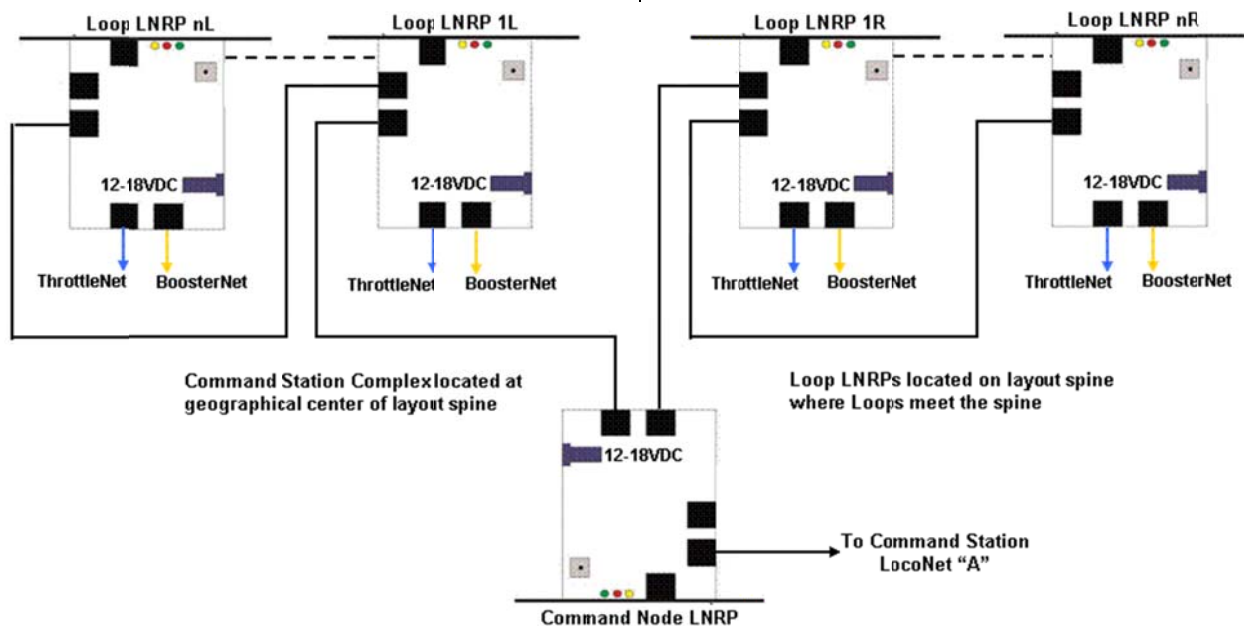 Loop LNRP nL
Loop LNRP 1L
Loop LNRP 1R
Loop LNRP nR
12-18VDC
12-18VDC
12-18VDC
12-18VDC
ThrottleNet
BoosterNet
ThrottleNet
BoosterNet
ThrottleNet
BoosterNet
ThrottleNet
BoosterNet
Command Station Complex located at
geographical center of layout spine
Loop LNRPs located on layout spine
where Loops meet the spine
12-18VDC
To Command Station
LocoNet “A”
Command Node LNRP